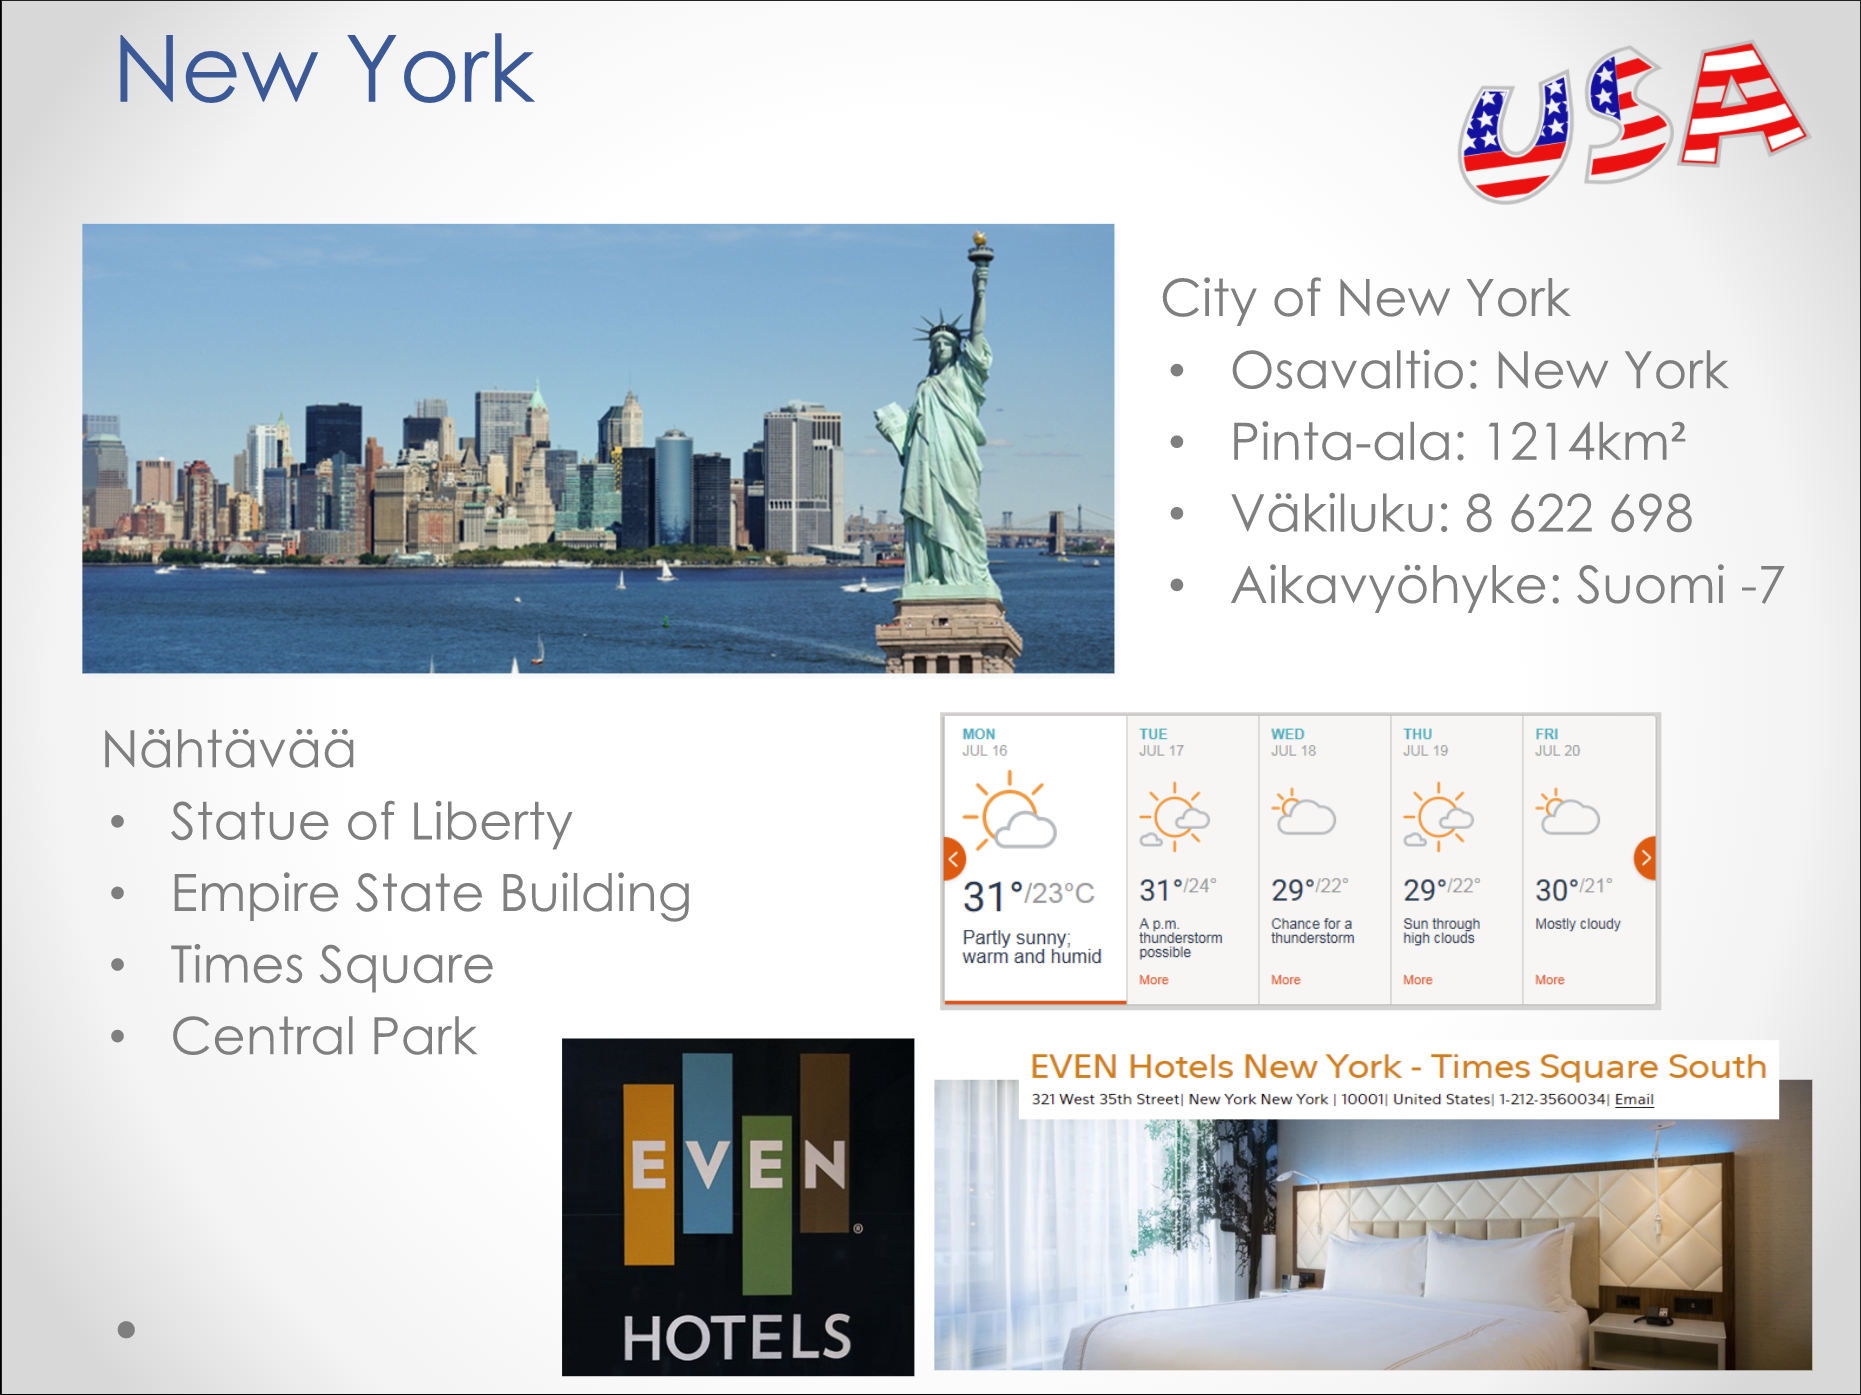 New York
USA
City of New York
• Osavaltio: New York
• Pinta-ala: 1214km²
• Väkiluku: 8 622 698
• Aikavyöhyke: Suomi -7
Nähtävää
• Statue of Liberty
• Empire State Building
• Times Square
• Central Park
MON
JUL 16
31°/23°C
Partly sunny;
warm and humid
TUE
JUL 17
31°/24°
A p.m.
thunderstorm
possible
More
WED
JUL 18
29°/22°
Chance for a
thunderstorm
More
THU
JUL 19
29°/22°
Sun through
high clouds
More
FRI
JUL 20
30°/21°
Mostly cloudy
More
EVEN
®
HOTELS
EVEN Hotels New York - Times Square South
321 West 35th Street| New York New York | 10001| United States| 1-212-3560034| Email